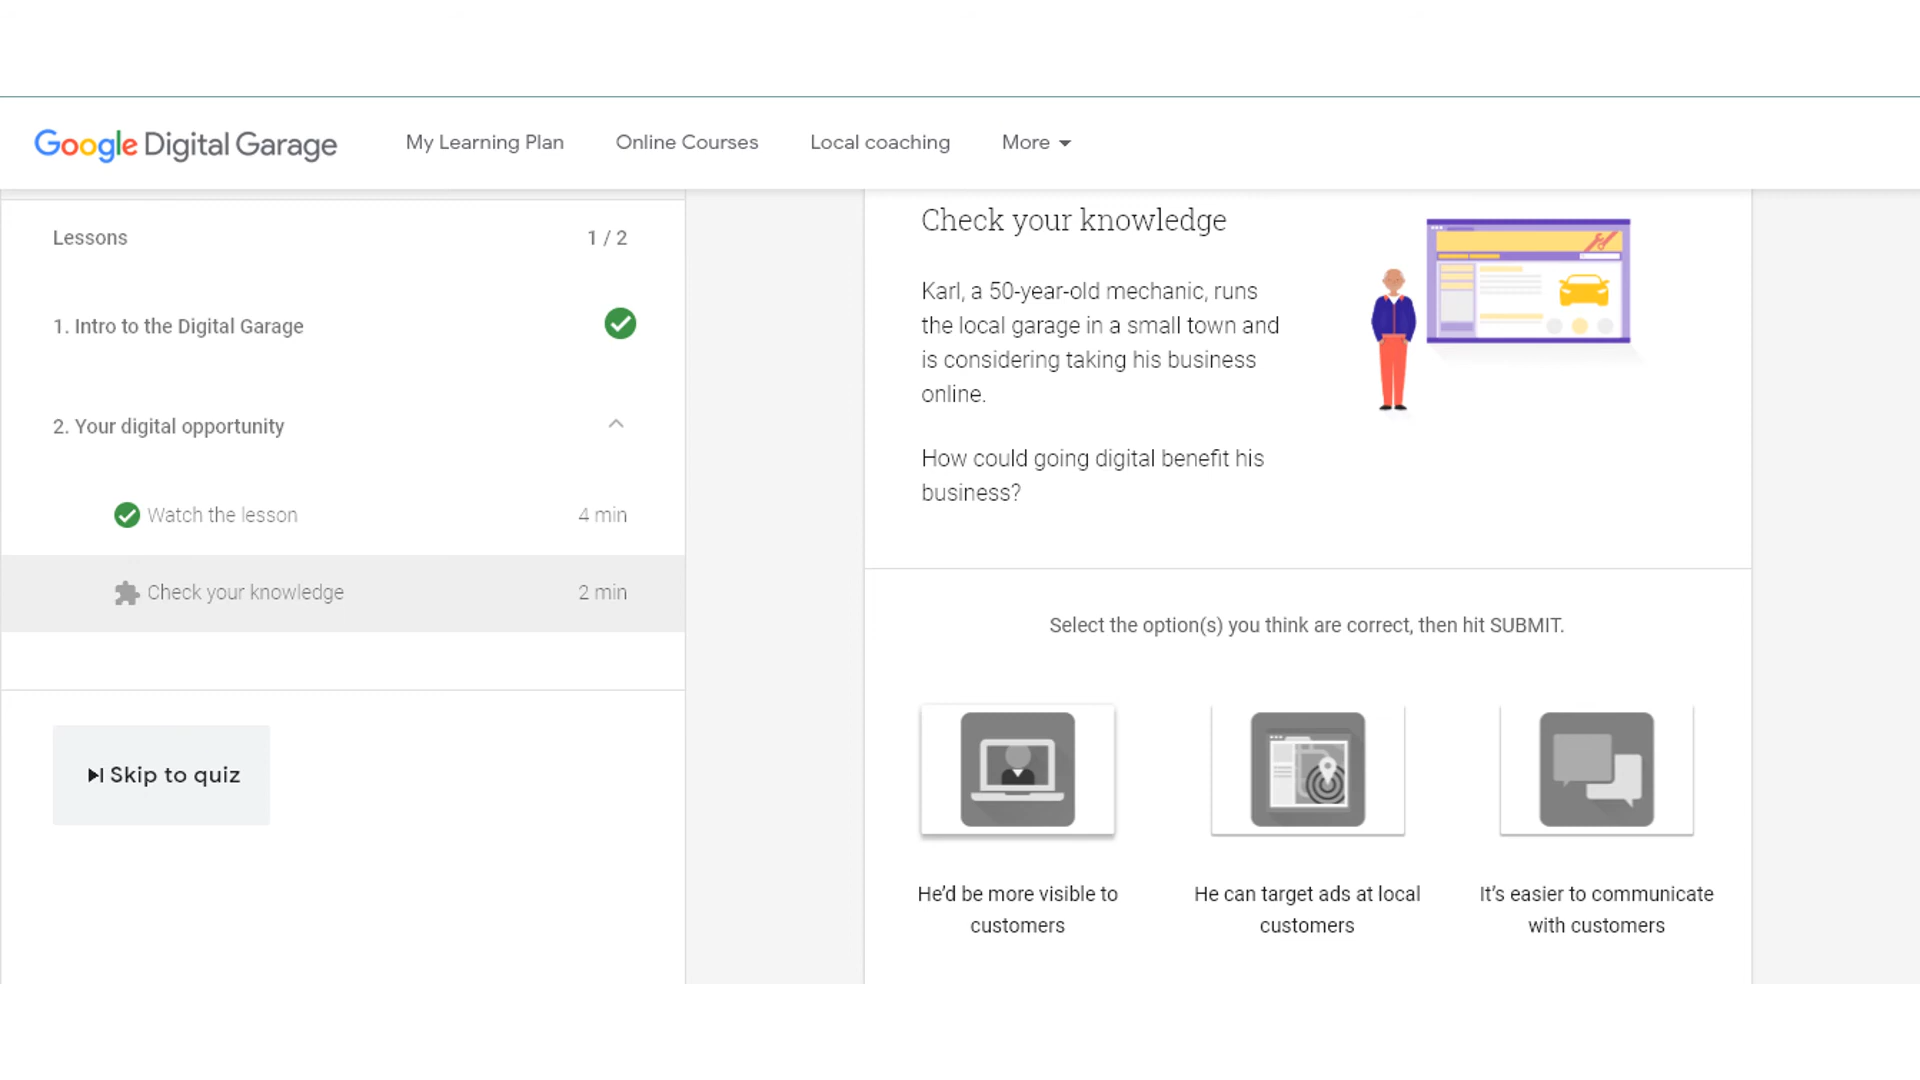 Google Digital Garage
My Learning Plan
Online Courses
Local coaching
More
Lessons
1 / 2
1. Intro to the Digital Garage
2. Your digital opportunity
Watch the lesson
4 min
Check your knowledge
2 min
Skip to quiz
Check your knowledge
Karl, a 50-year-old mechanic, runs
the local garage in a small town and
is considering taking his business
online.
How could going digital benefit his
business?
Select the option(s) you think are correct, then hit SUBMIT.
He’d be more visible to
customers
He can target ads at local
customers
It’s easier to communicate
with customers